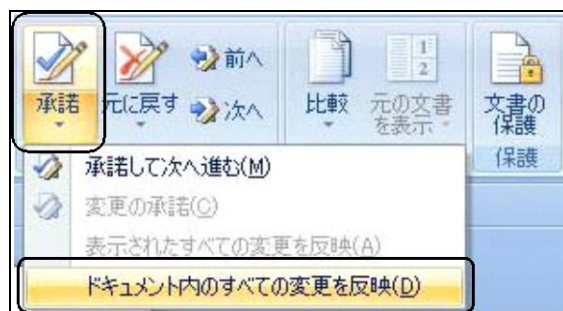 前へ
承諾
元に戻す
次へ
比較
1
2
元の文書
を表示
文書の
保護
保護
承諾して次へ進む(M)
変更の承諾(C)
表示されたすべての変更を反映(A)
ドキュメント内のすべての変更を反映(D)